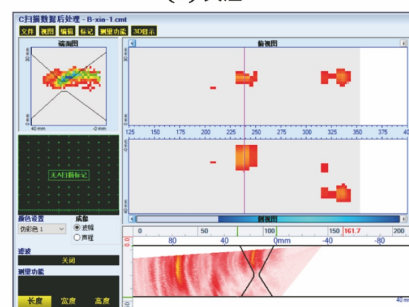 C扫描数据后处理 - B-xia-1.cmt
文件 视图 编辑 标记 测量功能 3D显示
端面图
俯视图
30 mm
40 mm
-0 mm
125 150 175 200 225 250 275 300 325 350 375 40
无A扫描标记
颜色设置
伪彩色 1
成像
波幅
声程
滤波
关闭
测量功能
长度 宽度 高度
侧视图
0 50 100 150 161.7 200
80 40 0mm -40 -80
0.0
40 m